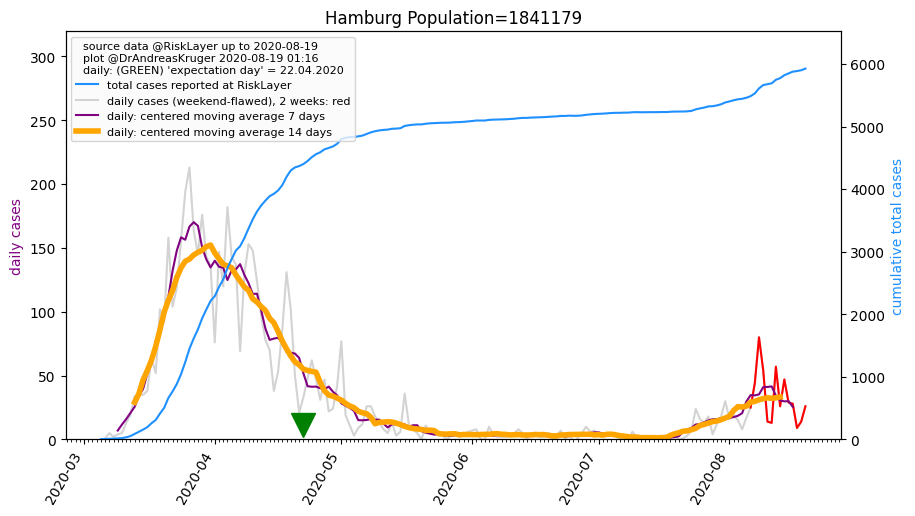 Hamburg Population=1841179
source data @RiskLayer up to 2020-08-19
plot @DrAndreasKruger 2020-08-19 01:16
daily: (GREEN) 'expectation day' = 22.04.2020
total cases reported at RiskLayer
daily cases (weekend-flawed), 2 weeks: red
daily: centered moving average 7 days
daily: centered moving average 14 days
daily cases
300
250
200
150
100
50
0
6000
5000
4000
3000
2000
1000
0
cumulative total cases
2020-03
2020-04
2020-05
2020-06
2020-07
2020-08